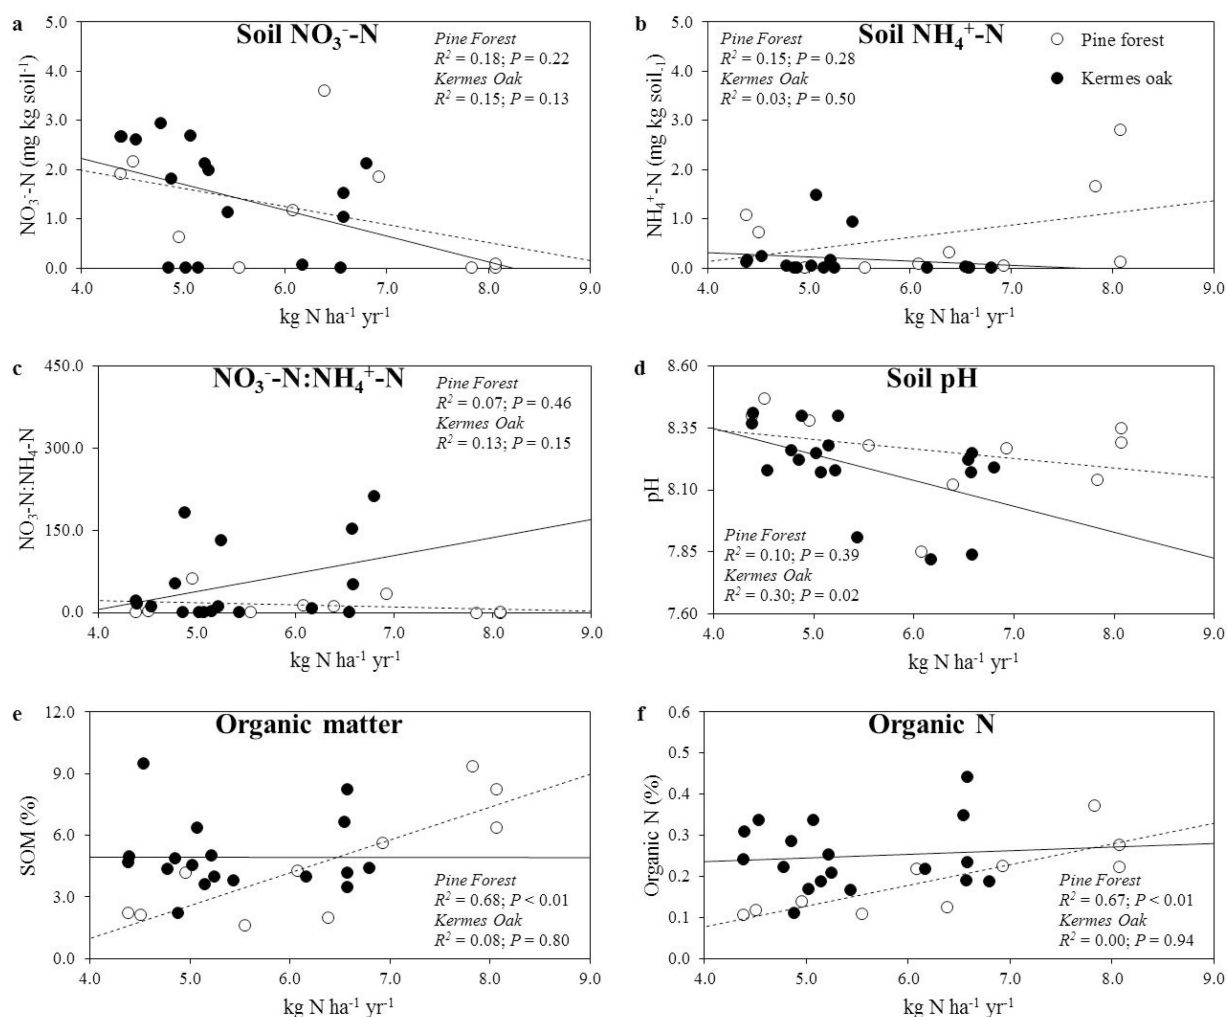 a
Soil NO₃⁻-N
Pine Forest
R² = 0.18; P = 0.22
Kermes Oak
R² = 0.15; P = 0.13
NO₃⁻-N (mg kg soil⁻¹)
5.0
4.0
3.0
2.0
1.0
0.0
4.0 5.0 6.0 7.0 8.0 9.0
kg N ha⁻¹ yr⁻¹
b
Soil NH₄⁺-N
Pine Forest
R² = 0.15; P = 0.28
Kermes Oak
R² = 0.03; P = 0.50
Pine forest
Kermes oak
NH₄⁺-N (mg kg soil₋₁)
5.0
4.0
3.0
2.0
1.0
0.0
4.0 5.0 6.0 7.0 8.0 9.0
kg N ha⁻¹ yr⁻¹
c
NO₃⁻-N:NH₄⁺-N
Pine Forest
R² = 0.07; P = 0.46
Kermes Oak
R² = 0.13; P = 0.15
NO₃-N:NH₄-N
450.0
300.0
150.0
0.0
4.0 5.0 6.0 7.0 8.0 9.0
kg N ha⁻¹ yr⁻¹
d
Soil pH
pH
8.60
8.35
8.10
7.85
7.60
Pine Forest
R² = 0.10; P = 0.39
Kermes Oak
R² = 0.30; P = 0.02
4.0 5.0 6.0 7.0 8.0 9.0
kg N ha⁻¹ yr⁻¹
e
Organic matter
SOM (%)
12.0
9.0
6.0
3.0
0.0
Pine Forest
R² = 0.68; P < 0.01
Kermes Oak
R² = 0.08; P = 0.80
4.0 5.0 6.0 7.0 8.0 9.0
kg N ha⁻¹ yr⁻¹
f
Organic N
Organic N (%)
0.6
0.5
0.4
0.3
0.2
0.1
0.0
Pine Forest
R² = 0.67; P < 0.01
Kermes Oak
R² = 0.00; P = 0.94
4.0 5.0 6.0 7.0 8.0 9.0
kg N ha⁻¹ yr⁻¹